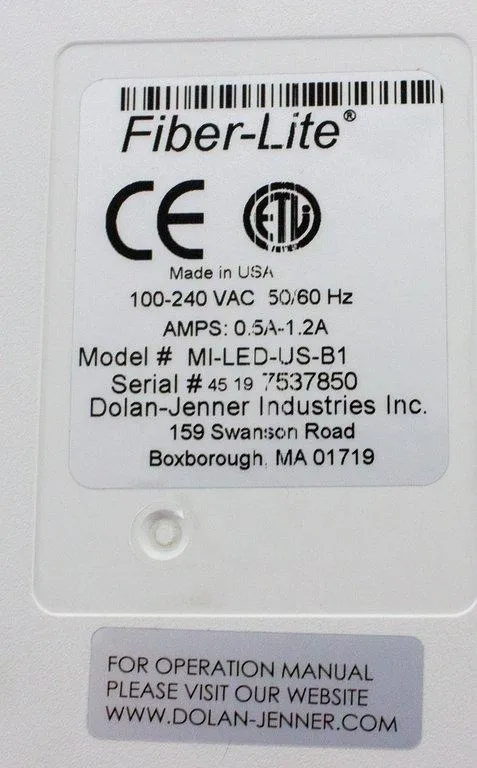 Fiber-Lite®
CE ETL
Made in USA
100-240 VAC 50/60 Hz
AMPS: 0.5A-1.2A
Model # MI-LED-US-B1
Serial # 45 19 7537850
Dolan-Jenner Industries Inc.
159 Swanson Road
Boxborough, MA 01719
FOR OPERATION MANUAL
PLEASE VISIT OUR WEBSITE
WWW.DOLAN-JENNER.COM